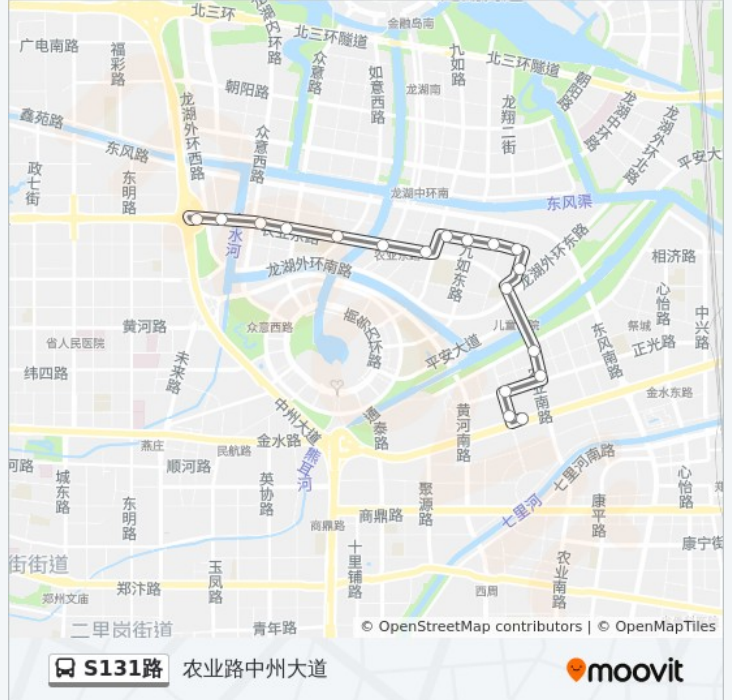 北三环
北三环隧道
金融岛南
广电南路
福彩路
众意路
如意西路
九如路
北三环隧道
朝阳路
龙湖南
朝阳路
龙湖外环西路
龙翔二街
龙湖中环路
龙湖外环北路
鑫苑路
众意西路
东风路
平安大
政七街
东明路
龙湖中环南
东风渠
水河
农业东路
九如东路
龙湖外环东路
龙湖外环南路
相济路
心怡路
中兴路
黄河路
众意西路
祭城
省人民医院
未来路
平安大道
东风南路
正光路
纬四路
金水东路
中州大道
黄河南路
燕庄
民航路
金水路
熊耳河
七里河南路
河路
顺河路
城东路
英协路
聚源路
七里河
康平路
心怡路
东明路
商鼎路
商鼎路
康宁街
街街道
十里铺路
农业南路
玉凤路
郑汴路
西周
郑州文庙
二里岗街道
青年路
© OpenStreetMap contributors | © OpenMapTiles
S131路
农业路中州大道
moovit